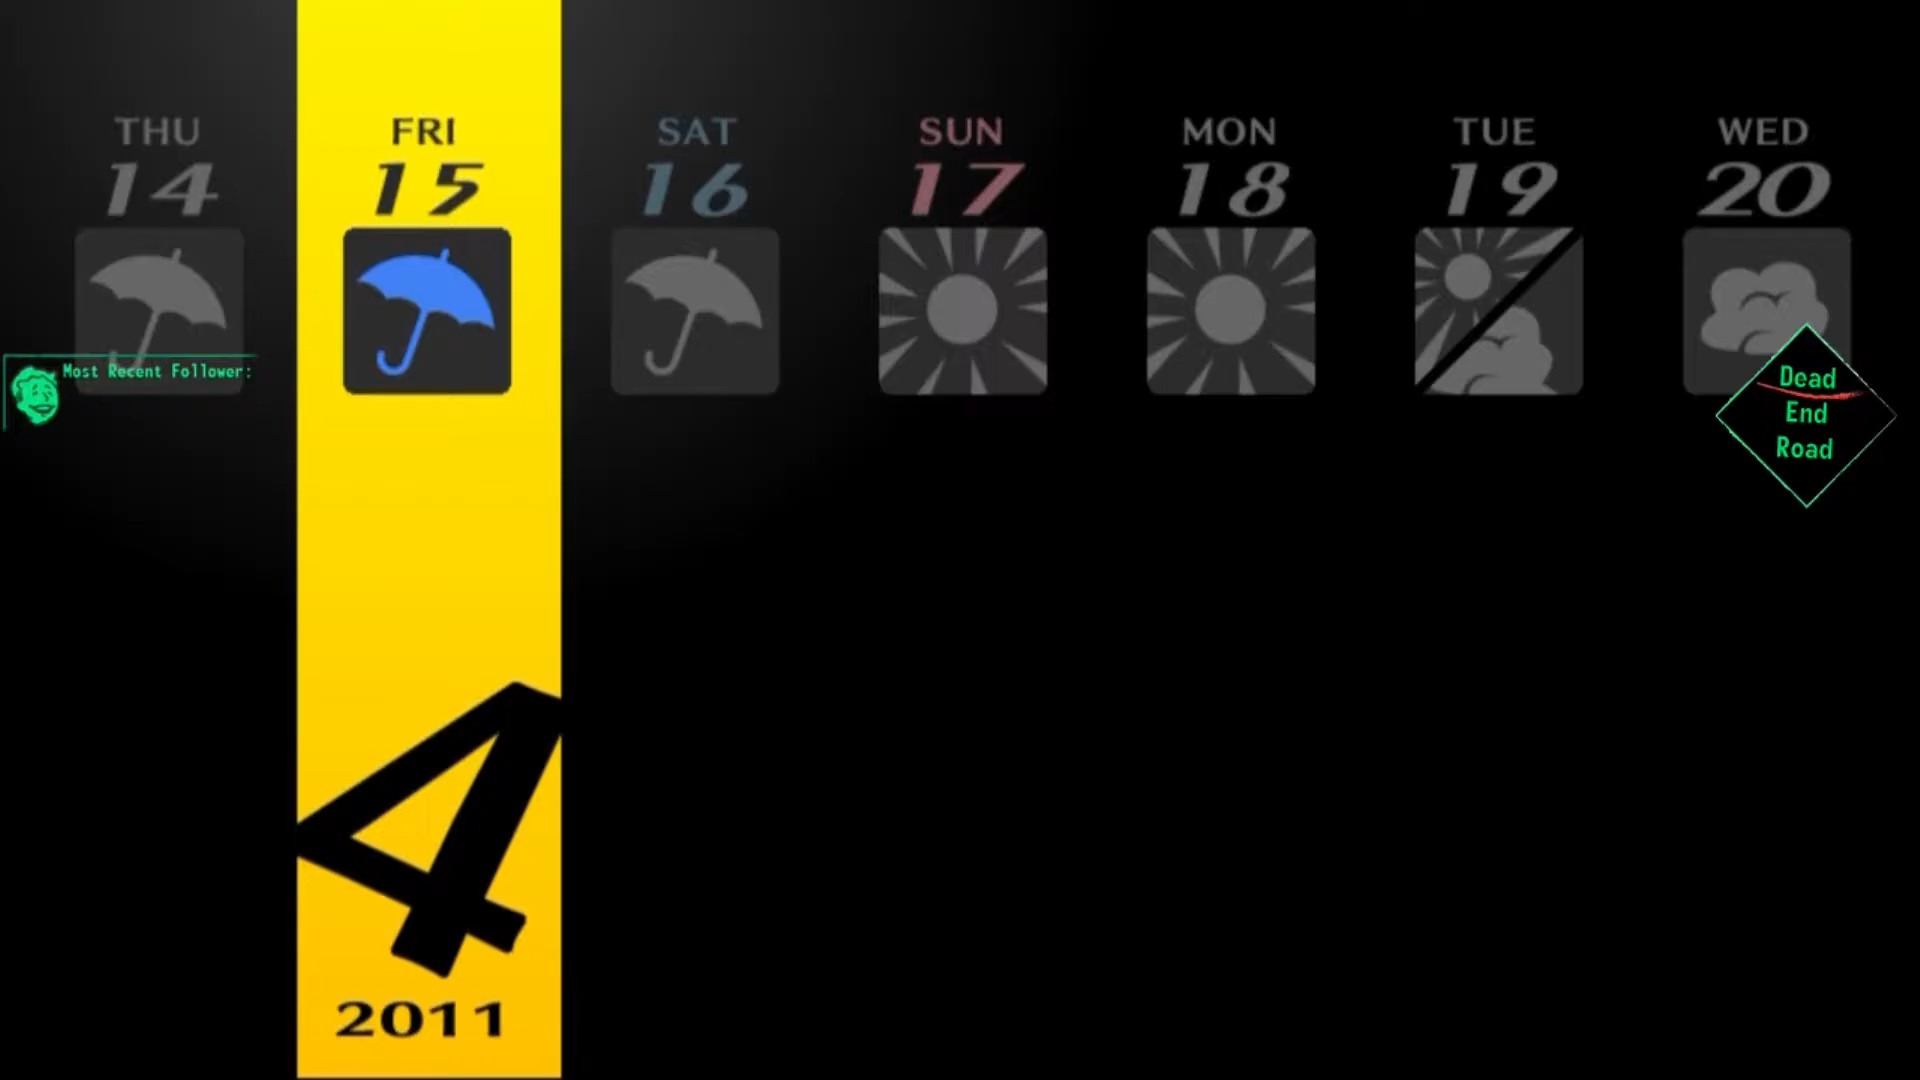 THU
14
FRI
15
SAT
16
SUN
17
MON
18
TUE
19
WED
20
Most Recent Follower:
Dead
End
Road
4
2011